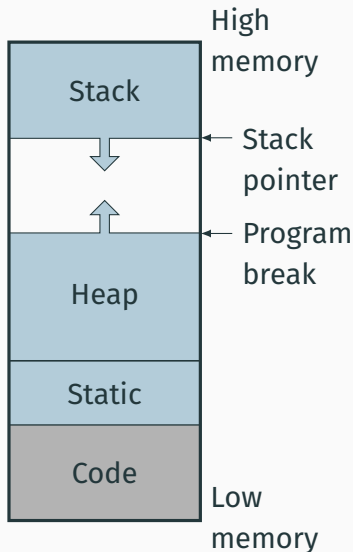 High
memory
Stack
Stack
pointer
Program
break
Heap
Static
Code
Low
memory